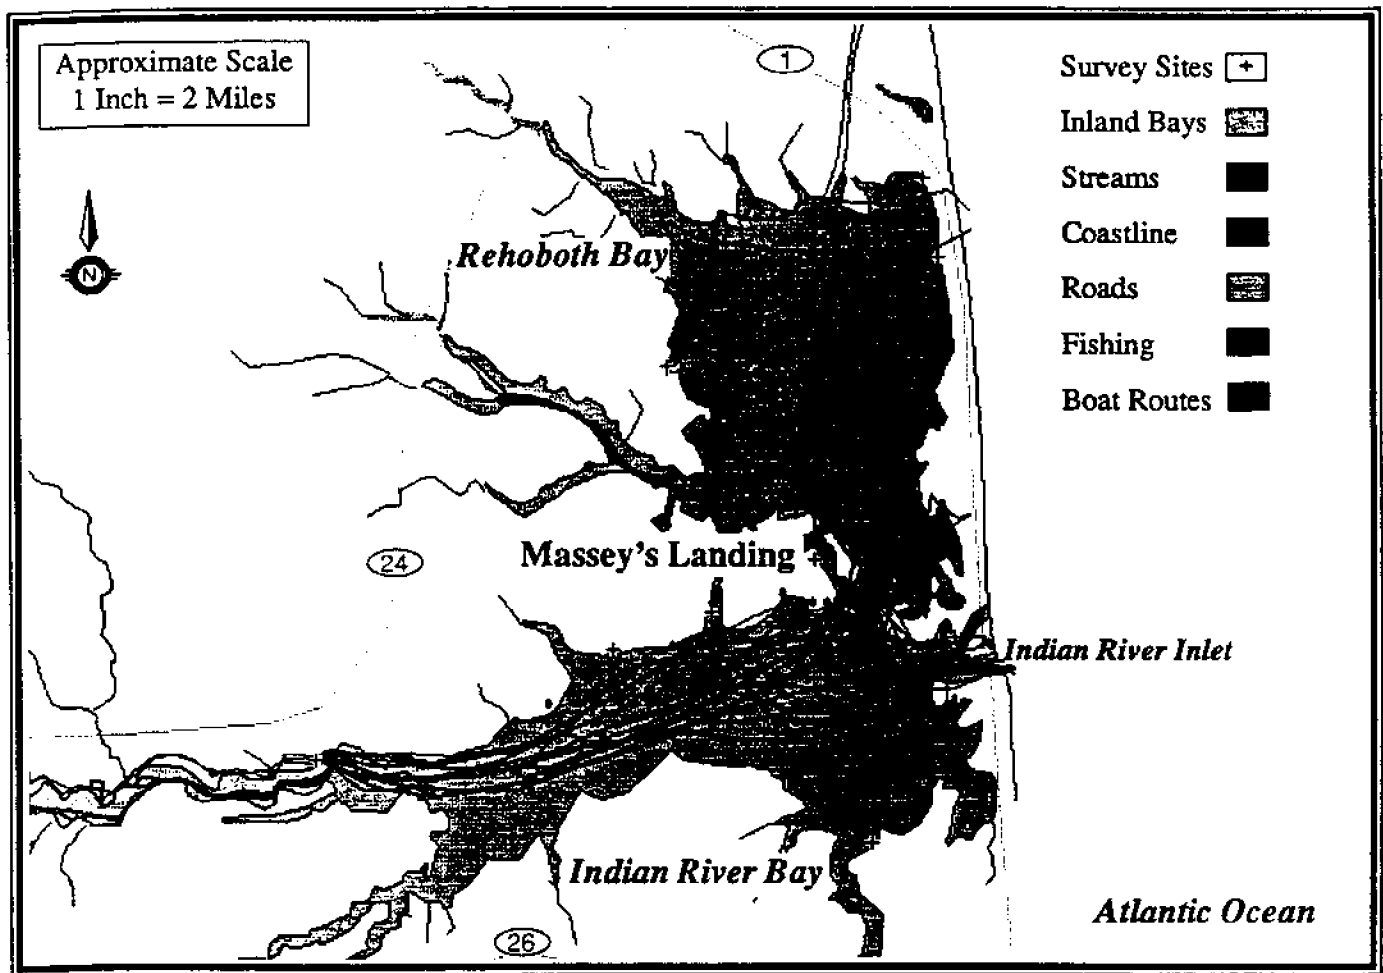 Approximate Scale
1 Inch = 2 Miles
1
Survey Sites +
Inland Bays
Streams
Coastline
Roads
Fishing
Boat Routes
N
Rehoboth Bay
Massey's Landing
24
Indian River Inlet
Indian River Bay
Atlantic Ocean
26